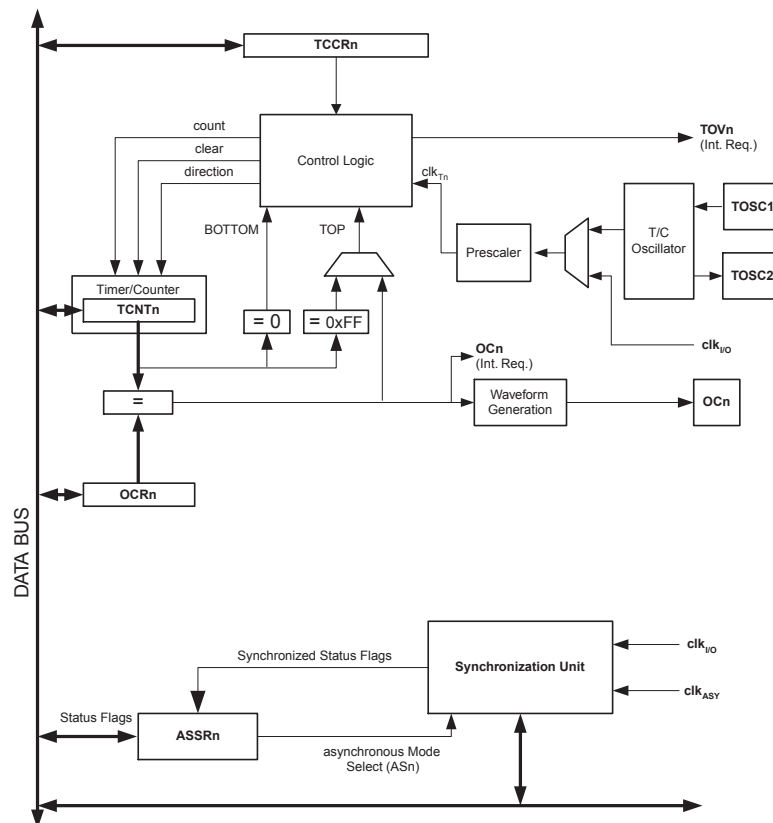 TCCRn
count
clear
direction
Control Logic
TOVn
(Int. Req.)
clkTn
BOTTOM
TOP
Prescaler
T/C
Oscillator
TOSC1
TOSC2
Timer/Counter
TCNTn
= 0
= 0xFF
clkI/O
OCn
(Int. Req.)
=
Waveform
Generation
OCn
OCRn
DATA BUS
Synchronized Status Flags
Synchronization Unit
clkI/O
clkASY
Status Flags
ASSRn
asynchronous Mode
Select (ASn)